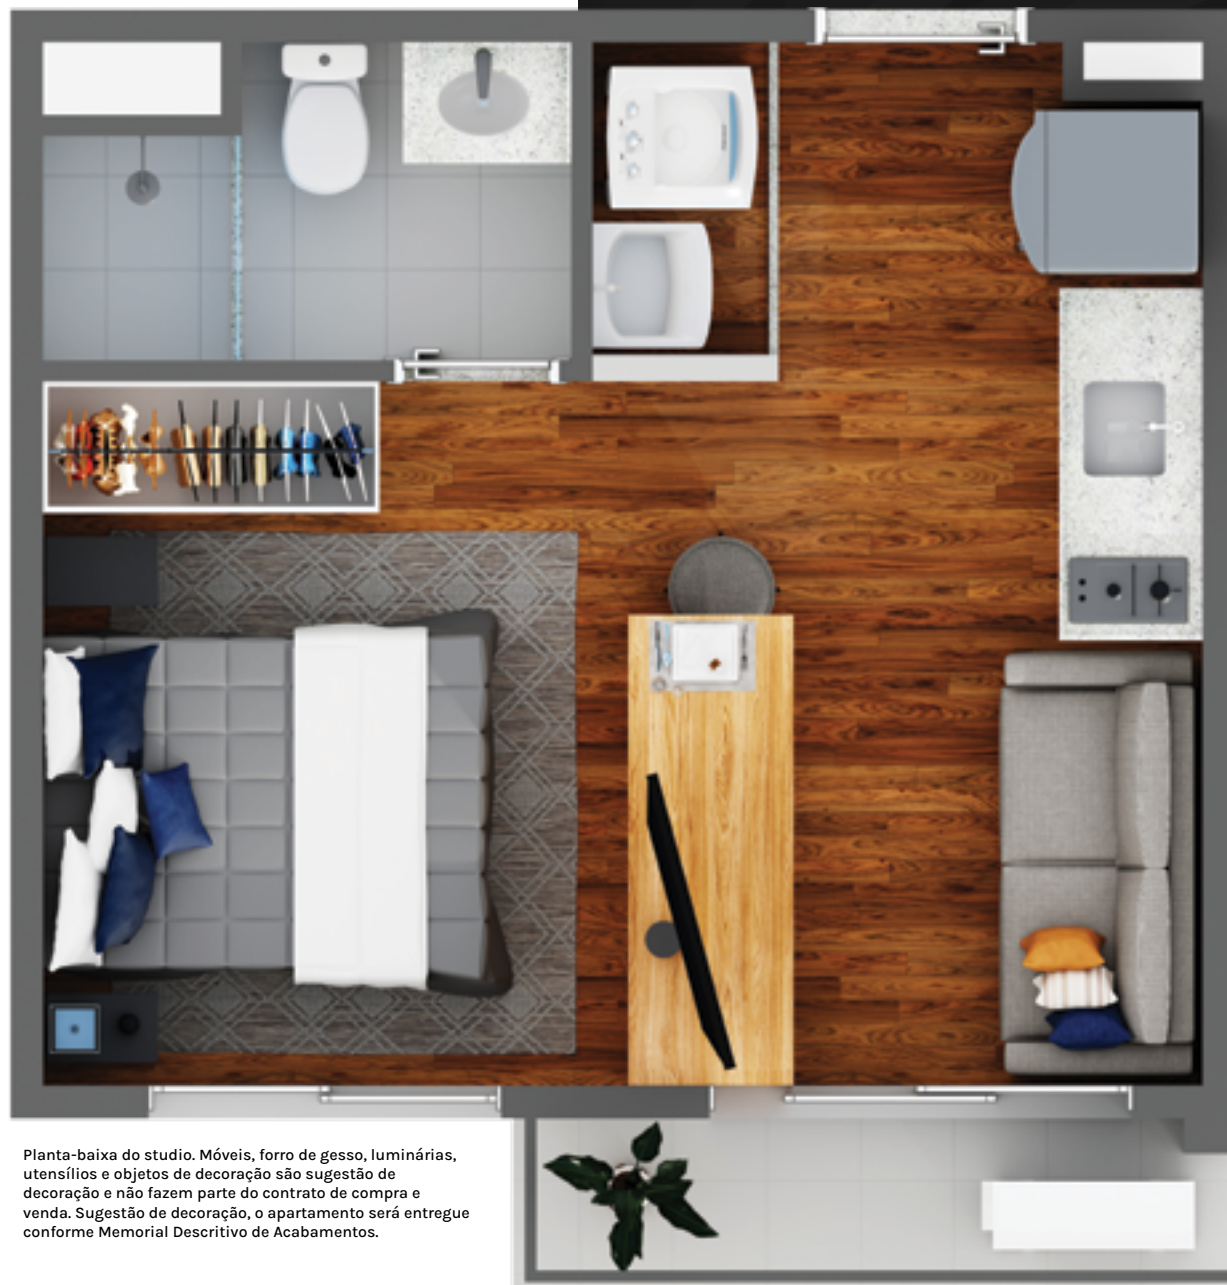 Planta-baixa do studio. Móveis, forro de gesso, luminárias,
utensílios e objetos de decoração são sugestão de
decoração e não fazem parte do contrato de compra e
venda. Sugestão de decoração, o apartamento será entregue
conforme Memorial Descritivo de Acabamentos.